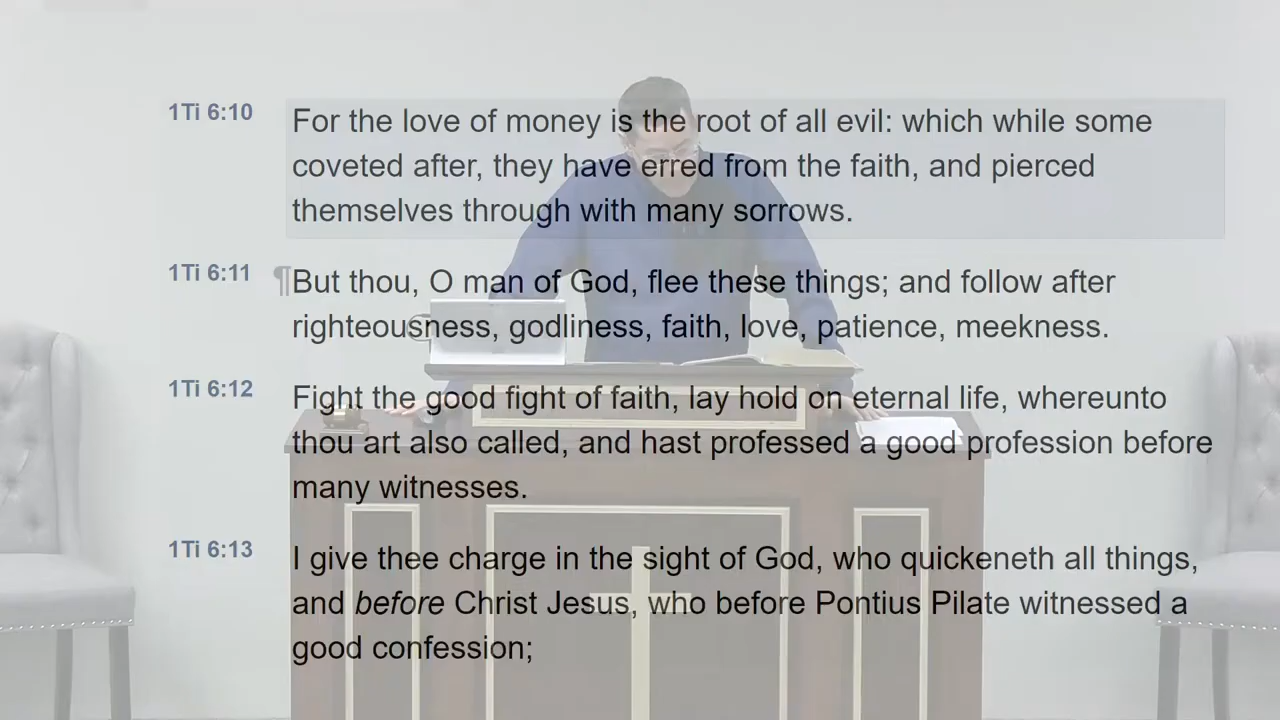 1Ti 6:10 For the love of money is the root of all evil: which while some
coveted after, they have erred from the faith, and pierced
themselves through with many sorrows.
1Ti 6:11 ¶But thou, O man of God, flee these things; and follow after
righteousness, godliness, faith, love, patience, meekness.
1Ti 6:12 Fight the good fight of faith, lay hold on eternal life, whereunto
thou art also called, and hast professed a good profession before
many witnesses.
1Ti 6:13 I give thee charge in the sight of God, who quickeneth all things,
and before Christ Jesus, who before Pontius Pilate witnessed a
good confession;